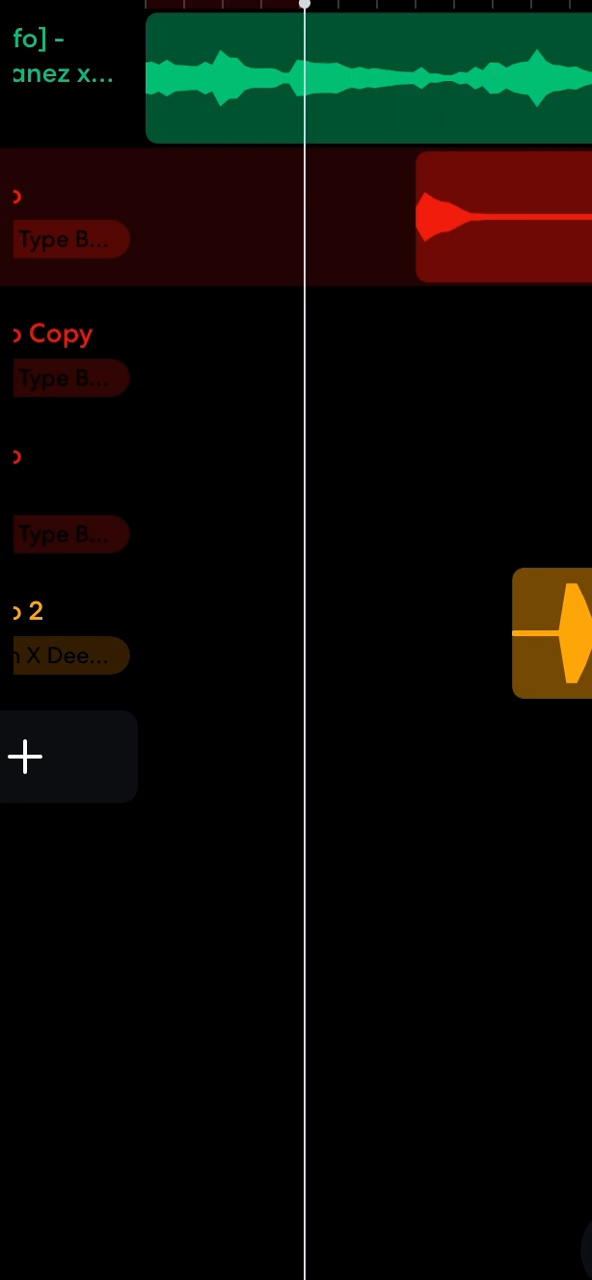 fo] -
anez x...
o
Type B...
o Copy
Type B...
o
Type B...
o 2
n X Dee...